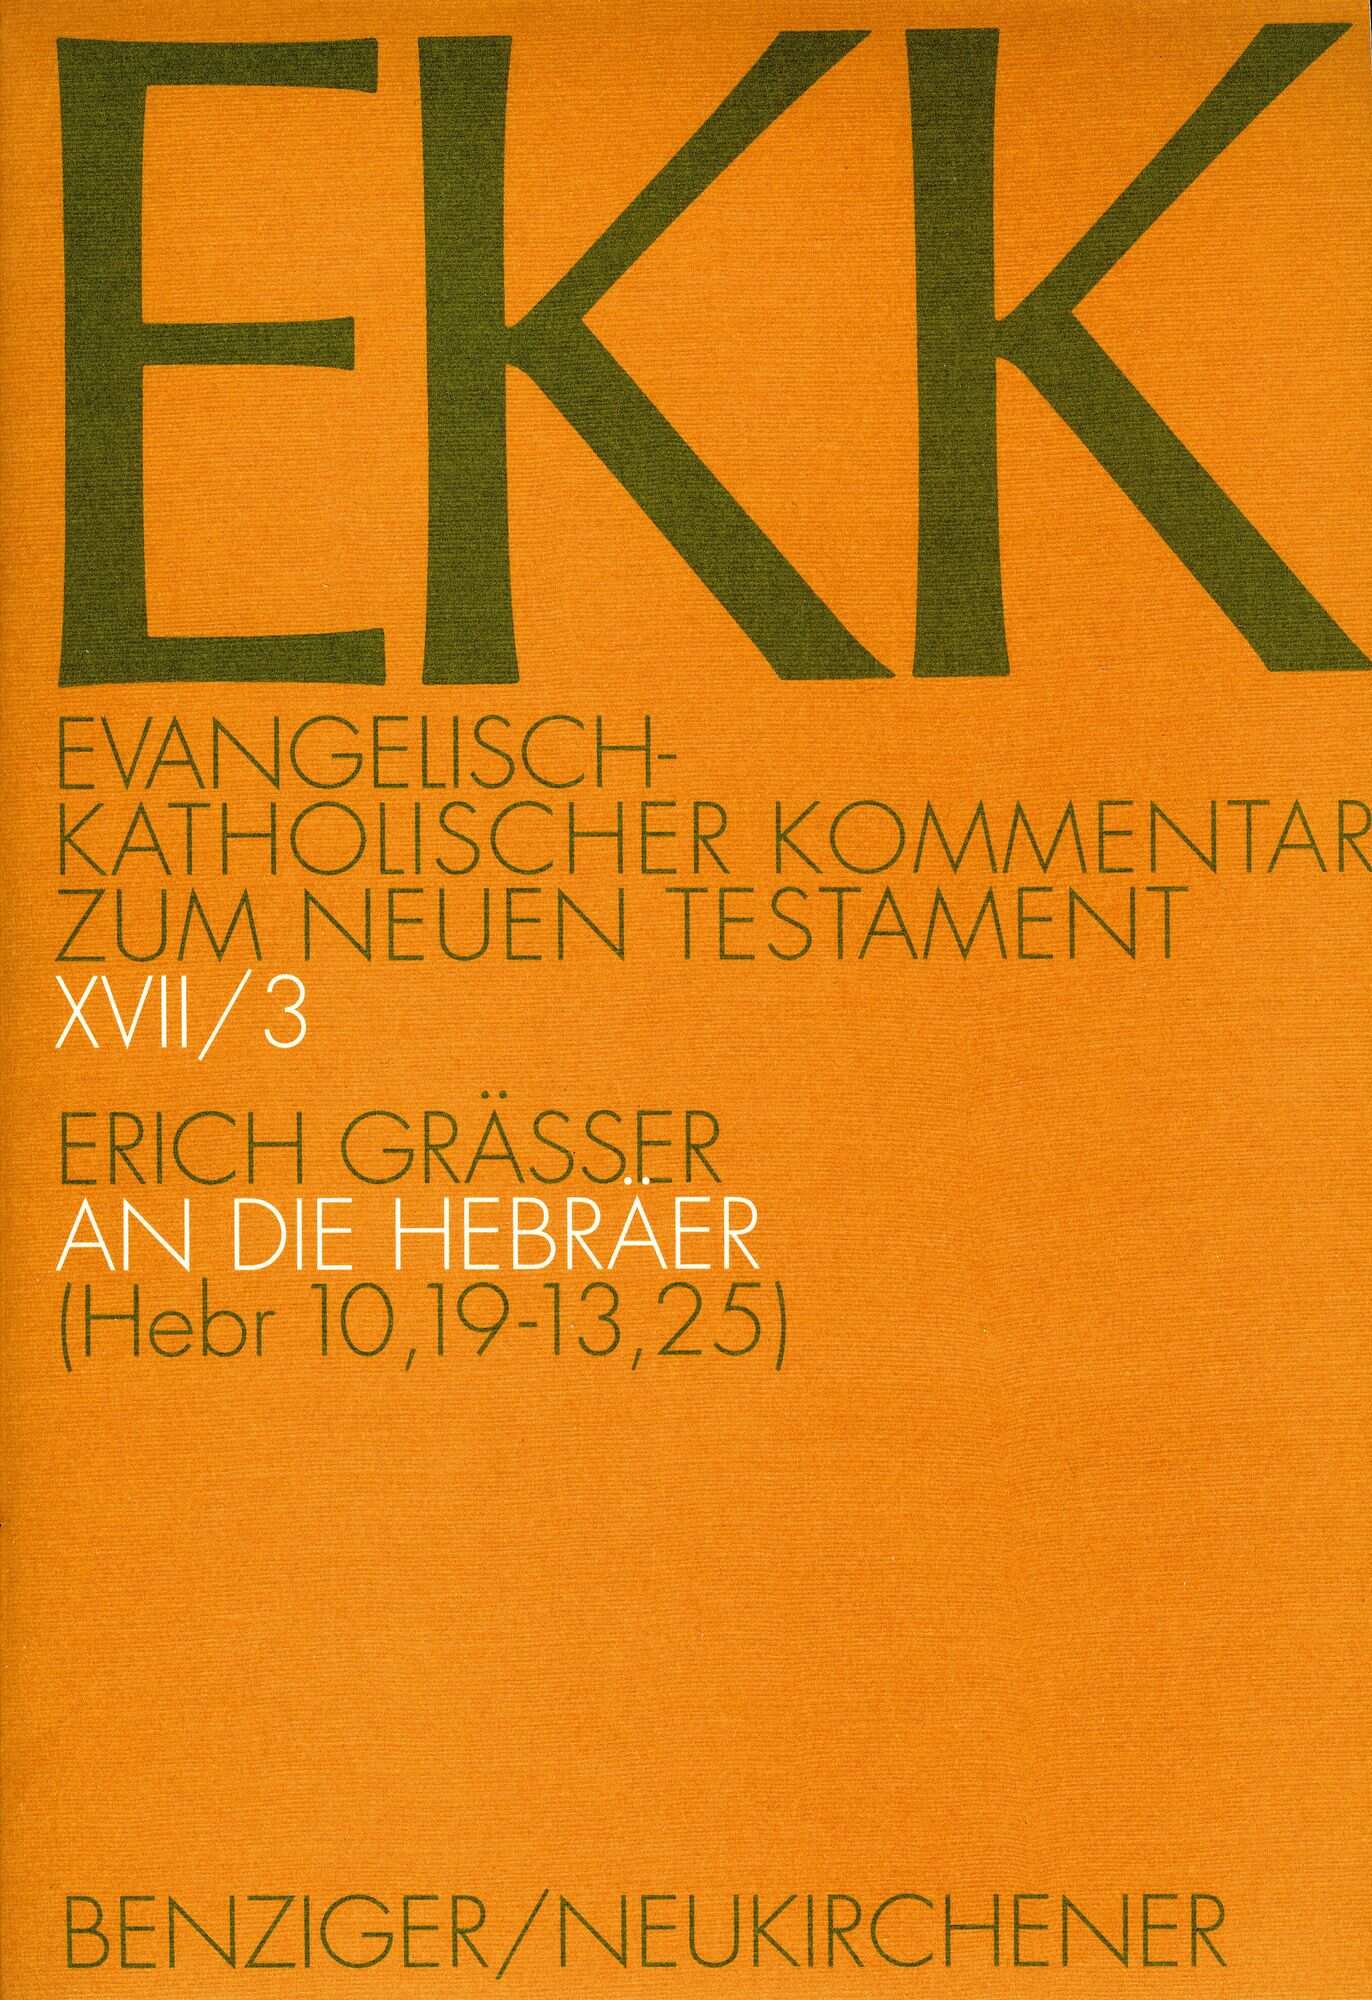 EKK
EVANGELISCH-
KATHOLISCHER KOMMENTAR
ZUM NEUEN TESTAMENT
XVII/3
ERICH GRÄSSER
AN DIE HEBRÄER
(Hebr 10,19-13,25)
BENZIGER/NEUKIRCHENER